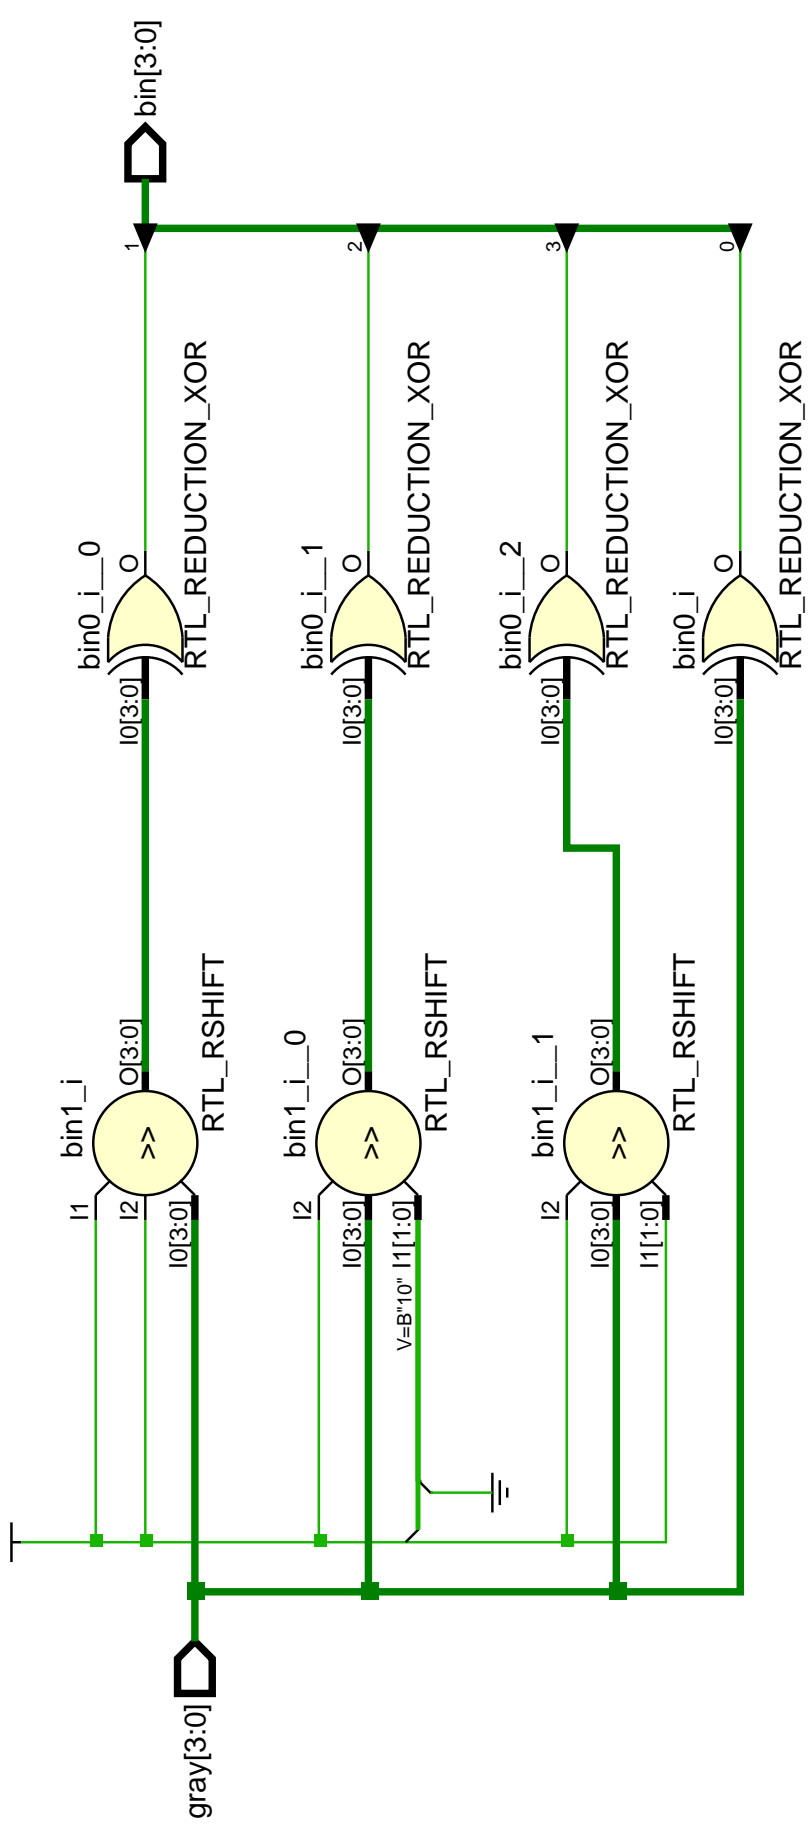 gray[3:0]
bin1_i
I1
I2
I0[3:0]
>>
O[3:0]
RTL_RSHIFT
bin0_i__0
I0[3:0]
O
RTL_REDUCTION_XOR
1
bin[3:0]
bin1_i__0
I2
I0[3:0]
I1[1:0]
V=B"10"
>>
O[3:0]
RTL_RSHIFT
bin0_i__1
I0[3:0]
O
RTL_REDUCTION_XOR
2
bin1_i__1
I2
I0[3:0]
I1[1:0]
>>
O[3:0]
RTL_RSHIFT
bin0_i__2
I0[3:0]
O
RTL_REDUCTION_XOR
3
bin0_i
I0[3:0]
O
RTL_REDUCTION_XOR
0